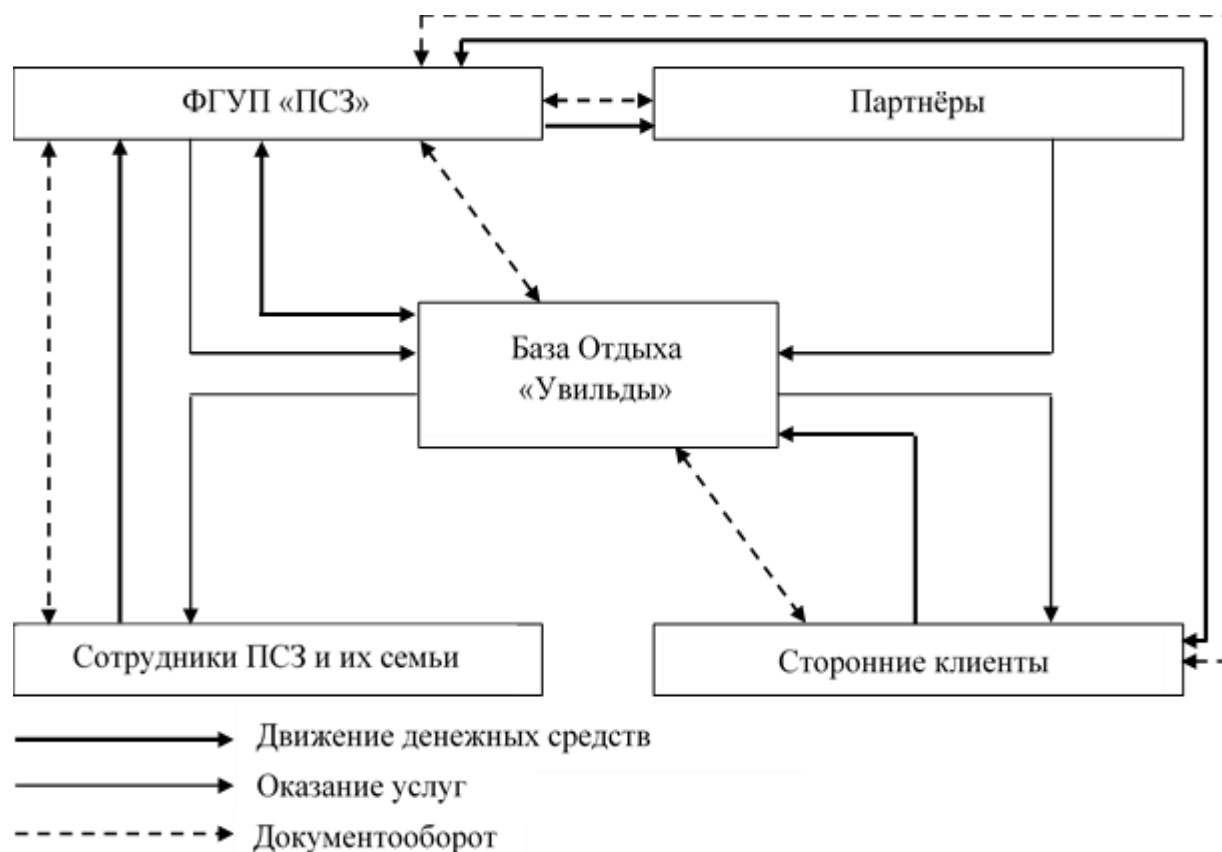 ФГУП «ПСЗ»
Партнёры
База Отдыха
«Увильды»
Сотрудники ПСЗ и их семьи
Сторонние клиенты
Движение денежных средств
Оказание услуг
Документооборот